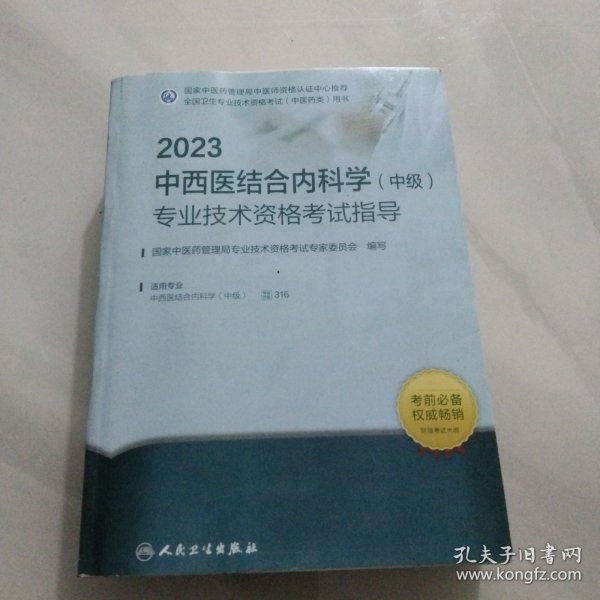 国家中医药管理局中医师资格认证中心推荐
全国卫生专业技术资格考试（中医药类）用书
2023
中西医结合内科学（中级）
专业技术资格考试指导
国家中医药管理局专业技术资格考试专家委员会 编写
适用专业
中西医结合内科学（中级） 316
考前必备
权威畅销
附赠考试大纲
人民卫生出版社
孔夫子旧书网
www.kongfz.com